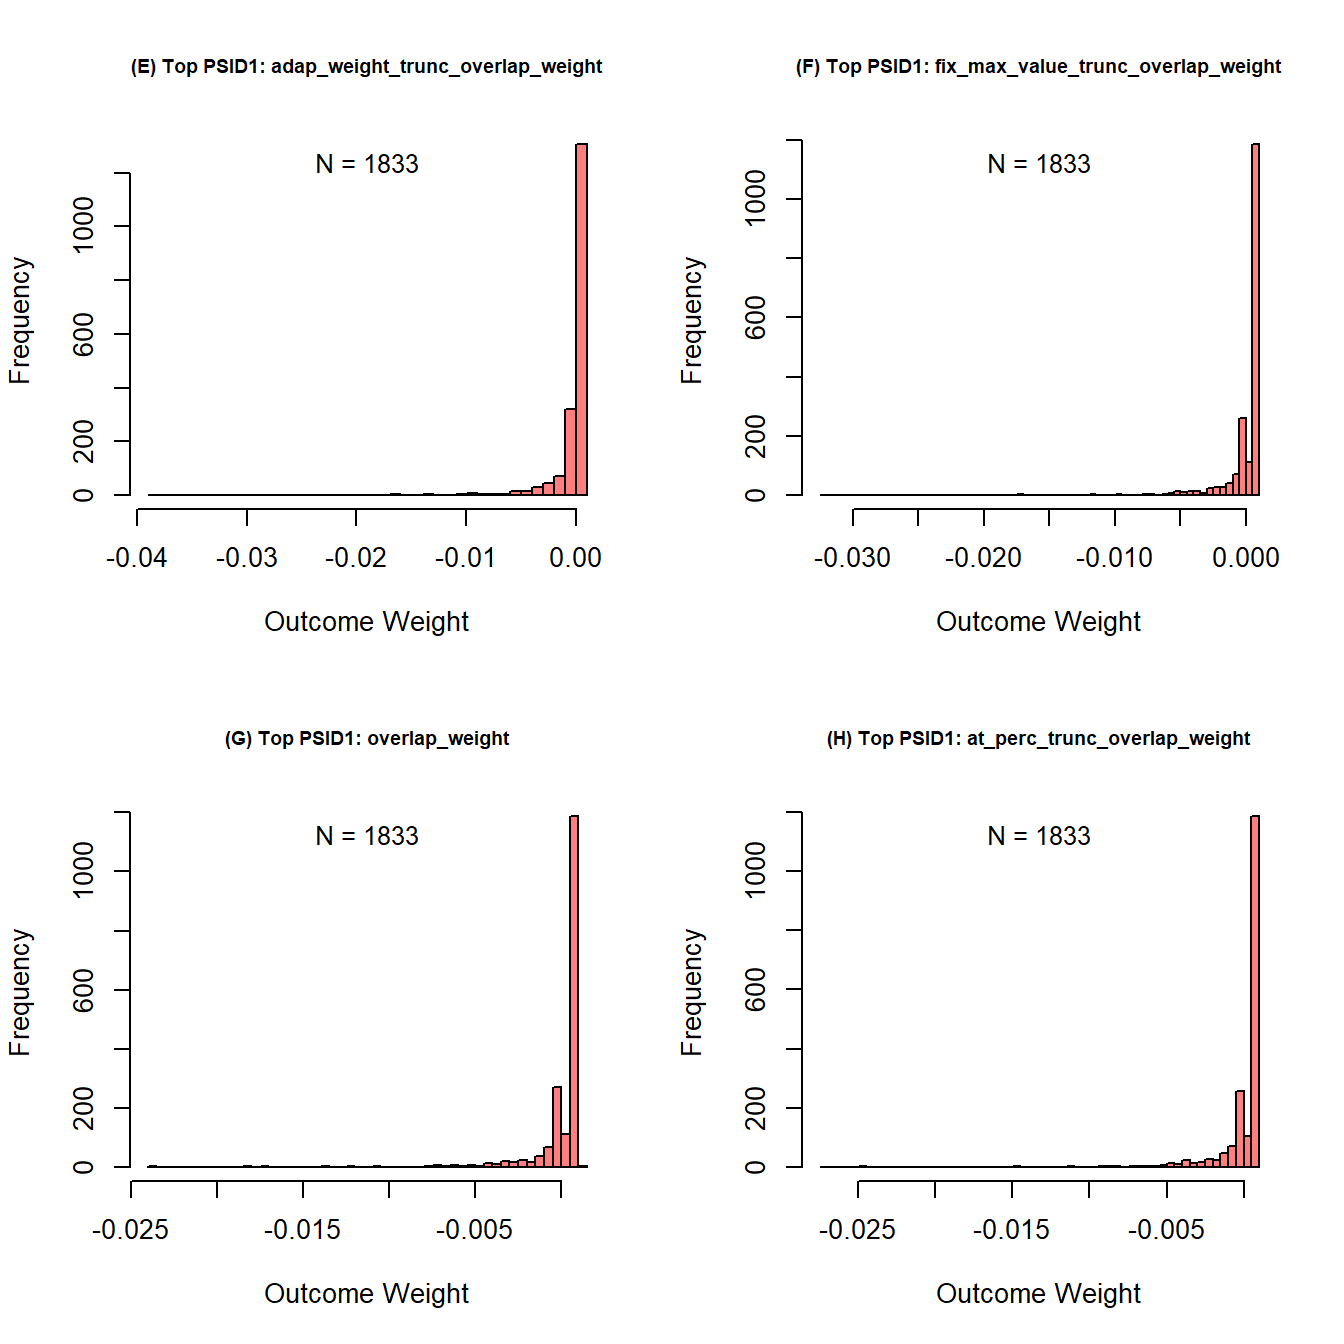 (E) Top PSID1: adap_weight_trunc_overlap_weight
N = 1833
Frequency
0
200
600
1000
-0.04 -0.03 -0.02 -0.01 0.00
Outcome Weight
(F) Top PSID1: fix_max_value_trunc_overlap_weight
N = 1833
Frequency
0
200
600
1000
-0.030 -0.020 -0.010 0.000
Outcome Weight
(G) Top PSID1: overlap_weight
N = 1833
Frequency
0
200
600
1000
-0.025 -0.015 -0.005
Outcome Weight
(H) Top PSID1: at_perc_trunc_overlap_weight
N = 1833
Frequency
0
200
600
1000
-0.025 -0.015 -0.005
Outcome Weight